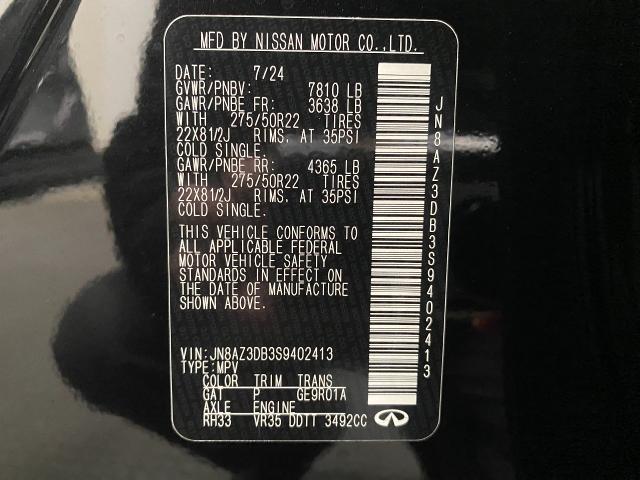 MFD BY NISSAN MOTOR CO.,LTD.
DATE: 7/24
GVWR/PNBV: 7810 LB
GAWR/PNBE FR: 3638 LB
WITH 275/50R22 TIRES
22X81/2J RIMS, AT 35PSI
COLD SINGLE.
GAWR/PNBE RR: 4365 LB
WITH 275/50R22 TIRES
22X81/2J RIMS, AT 35PSI
COLD SINGLE.
THIS VEHICLE CONFORMS TO
ALL APPLICABLE FEDERAL
MOTOR VEHICLE SAFETY
STANDARDS IN EFFECT ON
THE DATE OF MANUFACTURE
SHOWN ABOVE.
VIN: JN8AZ3DB3S9402413
TYPE: MPV
COLOR TRIM TRANS
GAT P GE9R01A
AXLE ENGINE
RH33 VR35 DDTT 3492CC
JN8AZ3DB3S9402413